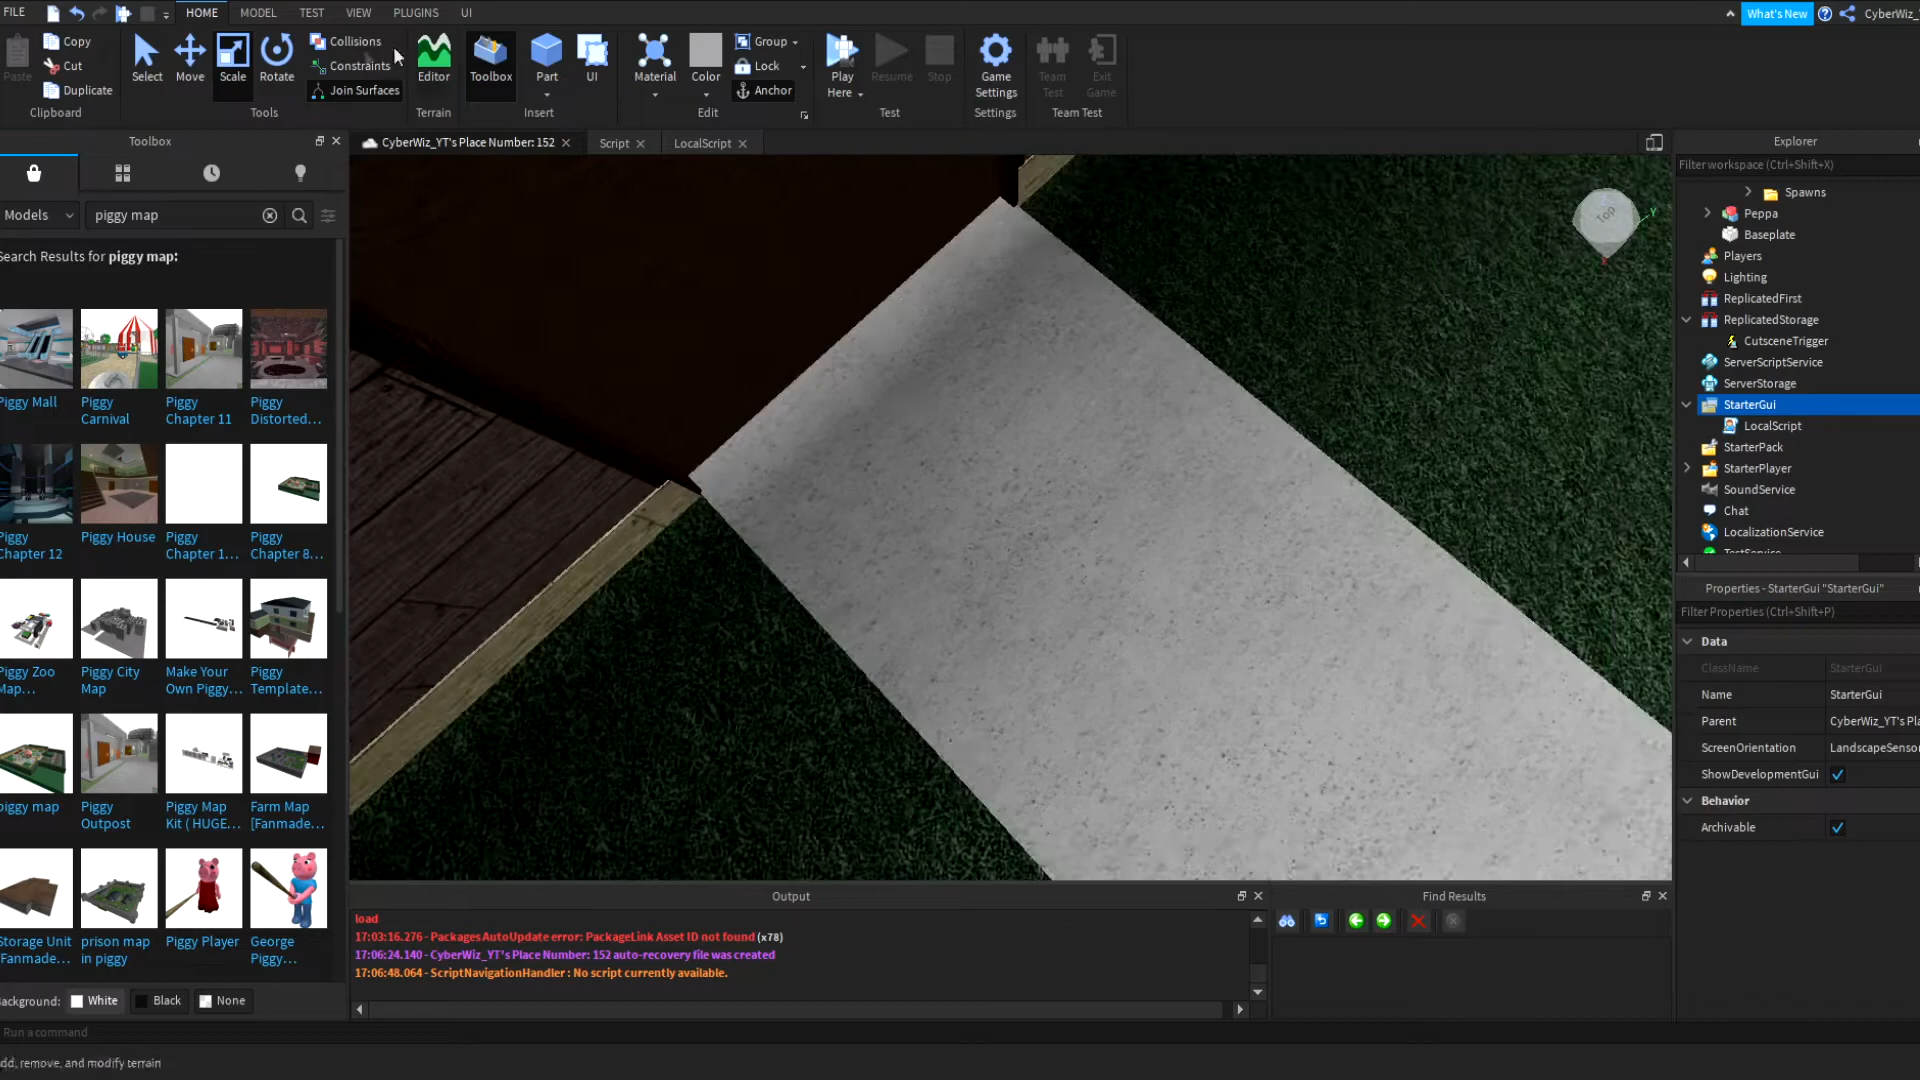 FILE
HOME
MODEL
TEST
VIEW
PLUGINS
UI
What's New
CyberWiz_
Paste
Copy
Cut
Duplicate
Clipboard
Select
Move
Scale
Rotate
Collisions
Constraints
Join Surfaces
Tools
Editor
Terrain
Toolbox
Part
UI
Insert
Material
Color
Group
Lock
Anchor
Edit
Play
Here
Resume
Stop
Test
Game
Settings
Settings
Team
Test
Exit
Game
Team Test
Toolbox
Models
piggy map
Search Results for piggy map:
Piggy Mall
Piggy
Carnival
Piggy
Chapter 11
Piggy
Distorted...
Piggy
Chapter 12
Piggy House
Piggy
Chapter 1...
Piggy
Chapter 8...
Piggy Zoo
Map...
Piggy City
Map
Make Your
Own Piggy...
Piggy
Template...
piggy map
Piggy
Outpost
Piggy Map
Kit ( HUGE...
Farm Map
[Fanmade...
Storage Unit
[Fanmade...
prison map
in piggy
Piggy Player
George
Piggy...
Background:
White
Black
None
Run a command
dd, remove, and modify terrain
CyberWiz_YT's Place Number: 152
Script
LocalScript
Top
Y
Output
load
17:03:16.276 - Packages AutoUpdate error: PackageLink Asset ID not found (x78)
17:06:24.140 - CyberWiz_YT's Place Number: 152 auto-recovery file was created
17:06:48.064 - ScriptNavigationHandler : No script currently available.
Find Results
Explorer
Filter workspace (Ctrl+Shift+X)
Spawns
Peppa
Baseplate
Players
Lighting
ReplicatedFirst
ReplicatedStorage
CutsceneTrigger
ServerScriptService
ServerStorage
StarterGui
LocalScript
StarterPack
StarterPlayer
SoundService
Chat
LocalizationService
TestService
Properties - StarterGui "StarterGui"
Filter Properties (Ctrl+Shift+P)
Data
ClassName
StarterGui
Name
StarterGui
Parent
CyberWiz_YT's Pla
ScreenOrientation
LandscapeSensor
ShowDevelopmentGui
Behavior
Archivable